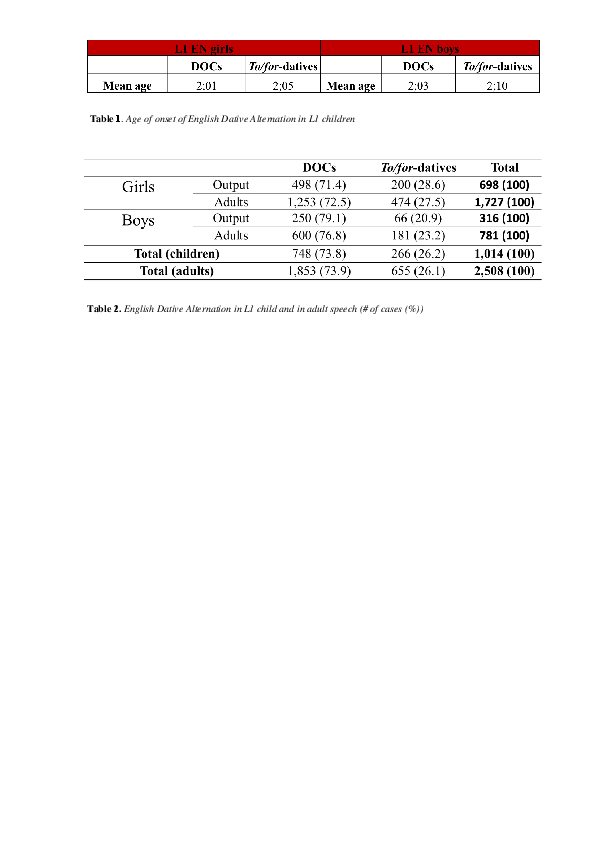 L1 EN girls L1 EN boys
DOCs To/for-datives DOCs To/for-datives
Mean age 2;01 2;05 Mean age 2;03 2;10
Table 1. Age of onset of English Dative Alternation in L1 children
DOCs To/for-datives Total
Girls Output 498 (71.4) 200 (28.6) 698 (100)
Adults 1,253 (72.5) 474 (27.5) 1,727 (100)
Boys Output 250 (79.1) 66 (20.9) 316 (100)
Adults 600 (76.8) 181 (23.2) 781 (100)
Total (children) 748 (73.8) 266 (26.2) 1,014 (100)
Total (adults) 1,853 (73.9) 655 (26.1) 2,508 (100)
Table 2. English Dative Alternation in L1 child and in adult speech (# of cases (%))